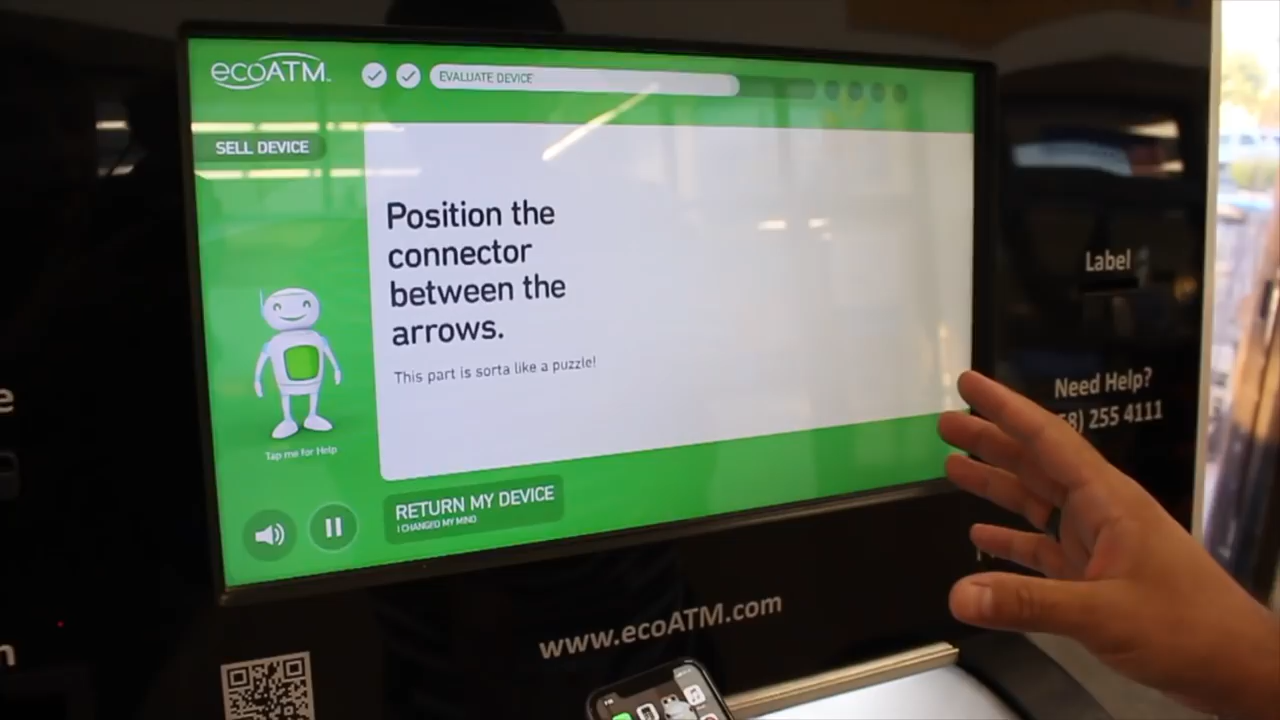 ecoATM
EVALUATE DEVICE
SELL DEVICE
Position the
connector
between the
arrows.
This part is sorta like a puzzle!
Tap me for Help
RETURN MY DEVICE
I CHANGED MY MIND
Label
Need Help?
8) 255 4111
www.ecoATM.com
e
n